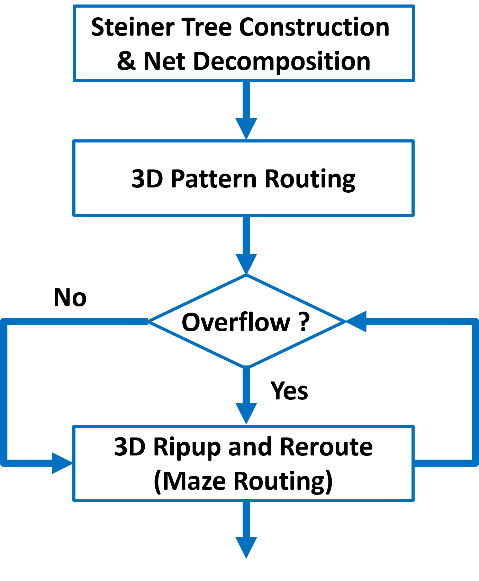 Steiner Tree Construction
& Net Decomposition
3D Pattern Routing
No
Overflow ?
Yes
3D Ripup and Reroute
(Maze Routing)